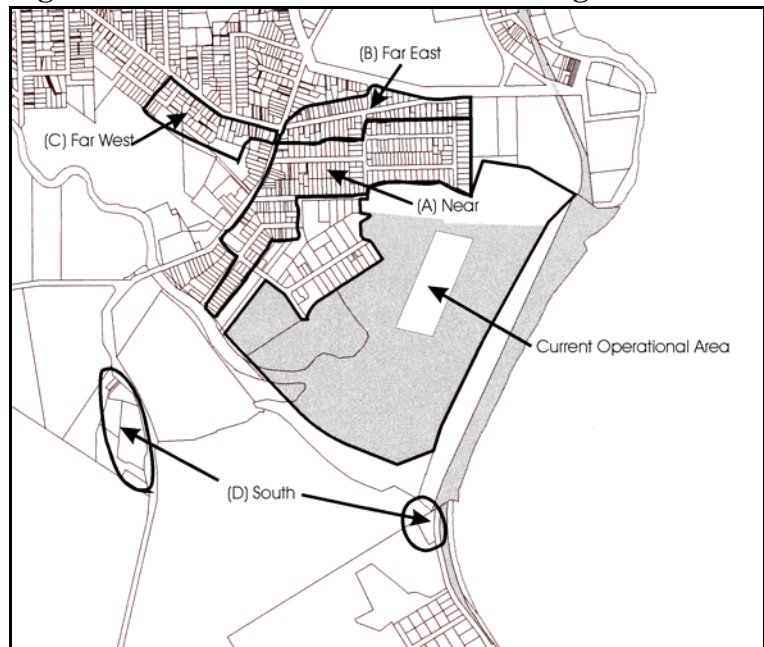 (B) Far East
(C) Far West
(A) Near
Current Operational Area
(D) South